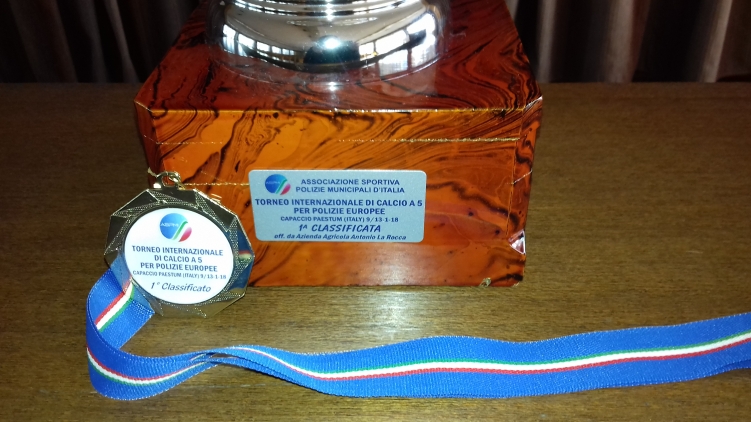 ASSOCIAZIONE SPORTIVA
POLIZIE MUNICIPALI D'ITALIA
TORNEO INTERNAZIONALE DI CALCIO A 5
PER POLIZIE EUROPEE
CAPACCIO PAESTUM (ITALY) 9/13-1-18
1ª CLASSIFICATA
off. da Azienda Agricola Antonio La Rocca
TORNEO INTERNAZIONALE
DI CALCIO A 5
PER POLIZIE EUROPEE
CAPACCIO PAESTUM (ITALY) 9/13-1-18
1° Classificato